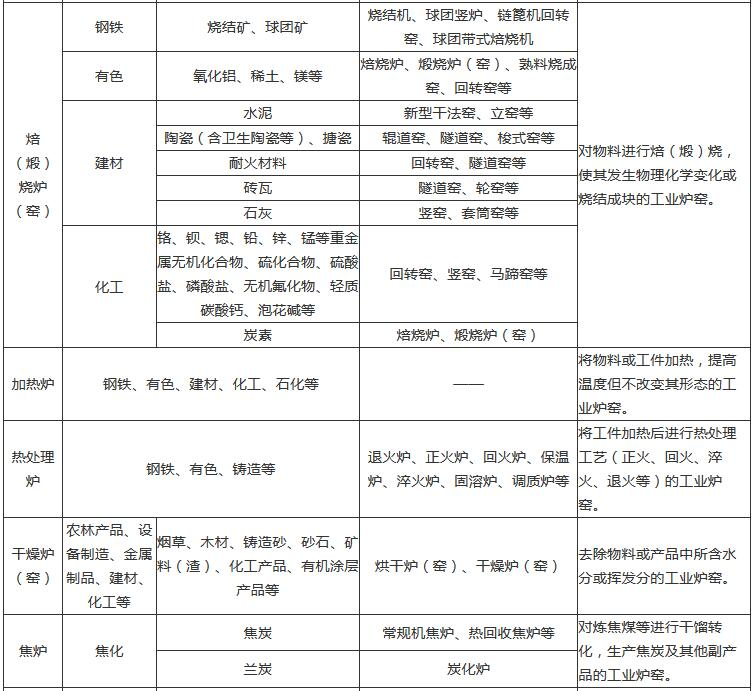 焙
（煅）
烧炉
（窑）
钢铁
烧结矿、球团矿
烧结机、球团竖炉、链篦机回转
窑、球团带式焙烧机
有色
氧化铝、稀土、镁等
焙烧炉、煅烧炉（窑）、熟料烧成
窑、回转窑等
建材
水泥
新型干法窑、立窑等
陶瓷（含卫生陶瓷等）、搪瓷
辊道窑、隧道窑、梭式窑等
耐火材料
回转窑、隧道窑等
砖瓦
隧道窑、轮窑等
石灰
竖窑、套筒窑等
化工
铬、钡、锶、铅、锌、锰等重金
属无机化合物、硫化合物、硫酸
盐、磷酸盐、无机氟化物、轻质
碳酸钙、泡花碱等
回转窑、竖窑、马蹄窑等
炭素
焙烧炉、煅烧炉（窑）
对物料进行焙（煅）烧，
使其发生物理化学变化或
烧结成块的工业炉窑。
加热炉
钢铁、有色、建材、化工、石化等
——
将物料或工件加热，提高
温度但不改变其形态的工
业炉窑。
热处理
炉
钢铁、有色、铸造等
退火炉、正火炉、回火炉、保温
炉、淬火炉、固溶炉、调质炉等
将工件加热后进行热处理
工艺（正火、回火、淬
火、退火等）的工业炉
窑。
干燥炉
（窑）
农林产品、设
备制造、金属
制品、建材、
化工等
烟草、木材、铸造砂、砂石、矿
料（渣）、化工产品、有机涂层
产品等
烘干炉（窑）、干燥炉（窑）
去除物料或产品中所含水
分或挥发分的工业炉窑。
焦炉
焦化
焦炭
常规机焦炉、热回收焦炉等
兰炭
炭化炉
对炼焦煤等进行干馏转
化，生产焦炭及其他副产
品的工业炉窑。